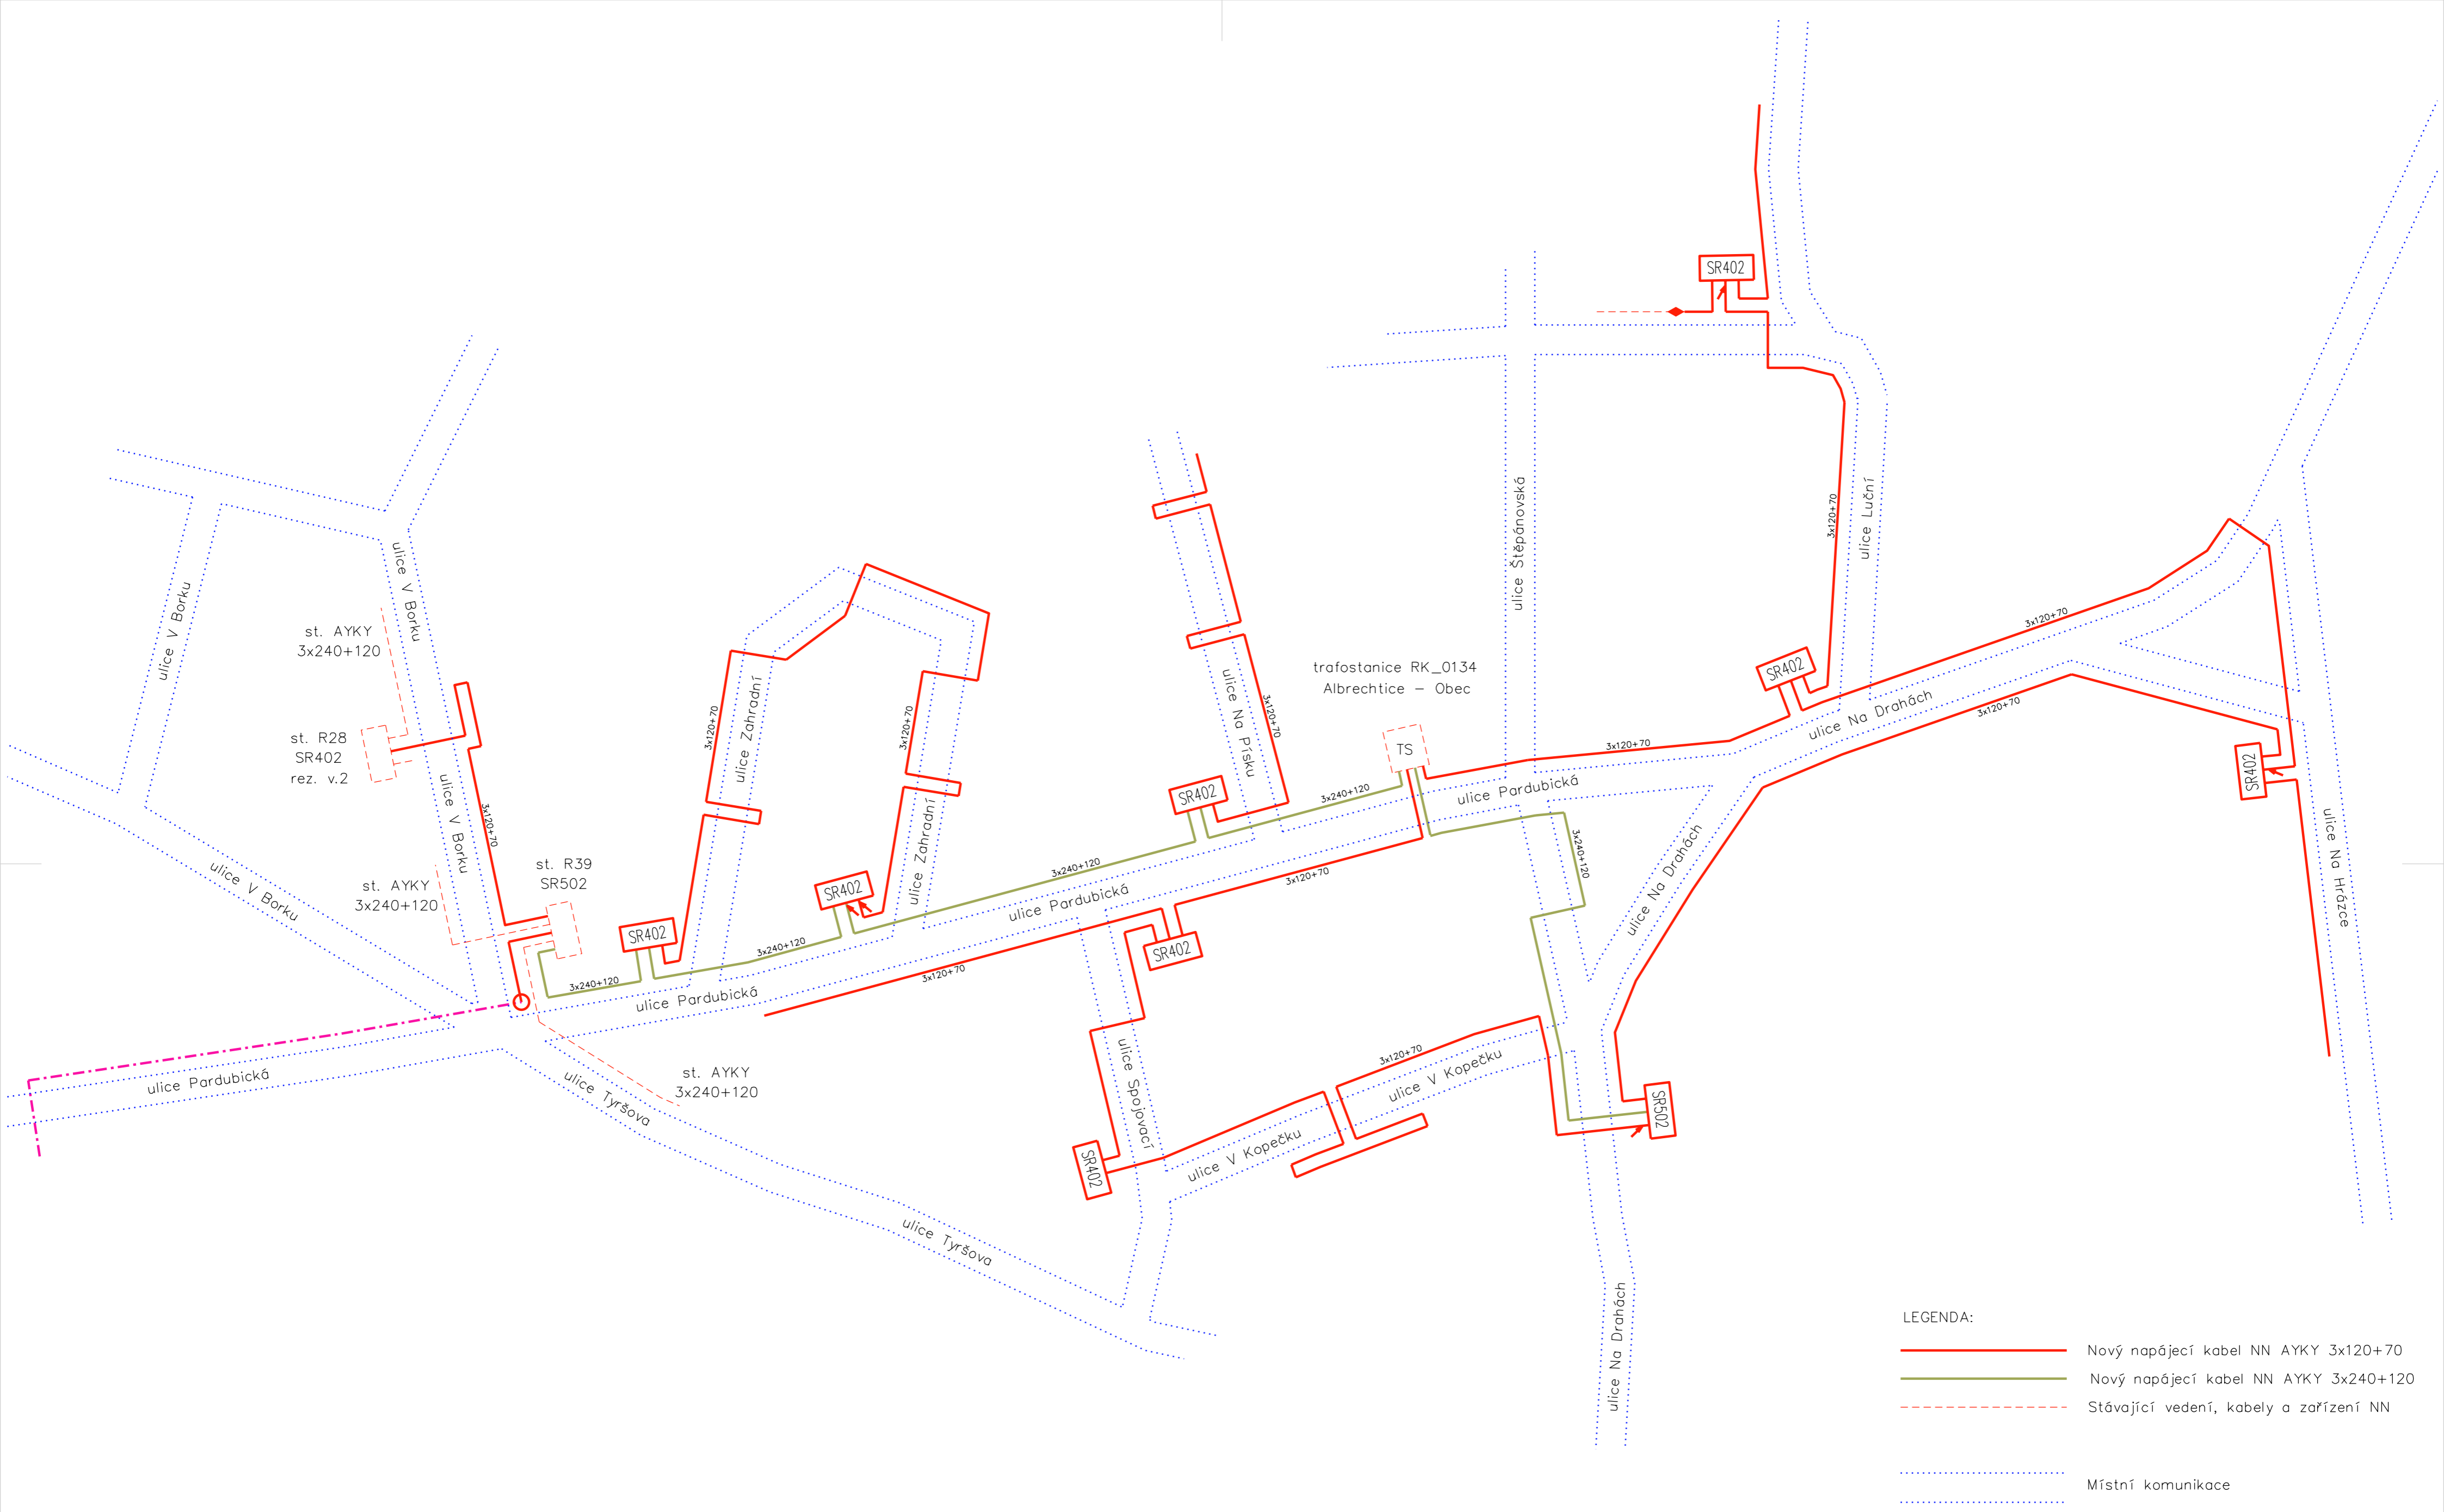 SR402
3x120+70
ulice Štěpánovská
ulice Luční
ulice V Borku
ulice V Borku
st. AYKY
3x240+120
3x120+70
trafostanice RK_0134
Albrechtice – Obec
TS
SR402
3x120+70
ulice Na Drahách
3x120+70
st. R28
SR402
rez. v.2
ulice V Borku
3x120+70
3x120+70
ulice Zahradní
3x120+70
ulice Na Písku
3x120+70
SR402
3x240+120
ulice Pardubická
3x120+70
SR402
ulice Na Hrázce
ulice V Borku
st. AYKY
3x240+120
st. R39
SR502
SR402
3x240+120
SR402
3x240+120
ulice Zahradní
3x240+120
ulice Pardubická
3x120+70
3x240+120
ulice Na Drahách
SR402
3x120+70
ulice Pardubická
ulice Pardubická
ulice Tyršova
st. AYKY
3x240+120
ulice Spojovací
SR402
3x120+70
ulice V Kopečku
ulice V Kopečku
SR502
ulice Tyršova
ulice Na Drahách
LEGENDA:
Nový napájecí kabel NN AYKY 3x120+70
Nový napájecí kabel NN AYKY 3x240+120
Stávající vedení, kabely a zařízení NN
Místní komunikace